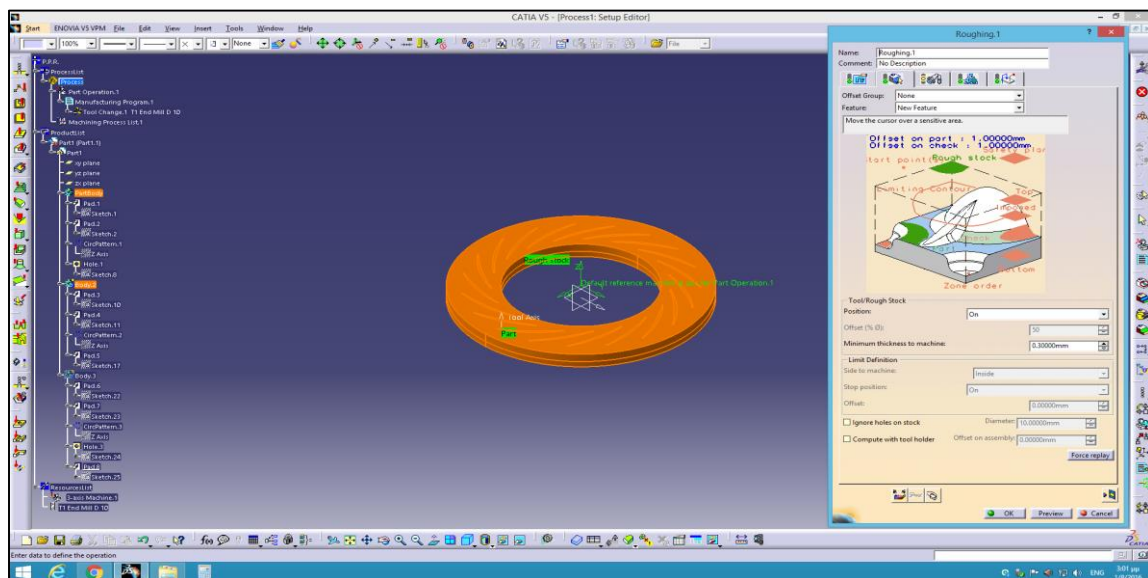 CATIA V5 - [Process1: Setup Editor]
Start ENOVIA V5 VPM File Edit View Insert Tools Window Help
100% None File
P.P.R.
ProcessList
Process
Part Operation.1
Manufacturing Program.1
Tool Change.1 T1 End Mill D 10
Machining Process List.1
ProductList
Part1 (Part1.1)
Part1
xy plane
yz plane
zx plane
PartBody
Pad.1
Sketch.1
Pad.2
Sketch.2
CircPattern.1
Z Axis
Hole.1
Sketch.8
Body.2
Pad.3
Sketch.10
Pad.4
Sketch.11
CircPattern.2
Z Axis
Pad.5
Sketch.17
Body.3
Pad.6
Sketch.22
Pad.7
Sketch.23
CircPattern.3
Z Axis
Hole.3
Sketch.24
Pad.8
Sketch.25
ResourcesList
3-axis Machine.1
T1 End Mill D 10
Rough stock
Part Operation.1
Tool Axis
Part
Roughing.1
Name: Roughing.1
Comment: No Description
Offset Group: None
Feature: New Feature
Move the cursor over a sensitive area.
Offset on part : 1.00000mm
Offset on check : 1.00000mm
Rough stock
Limiting Contour
Top
Imposed
Check
Bottom
Zone order
Tool/Rough Stock
Position: On
Offset (% Ø): 50
Minimum thickness to machine: 0.30000mm
Limit Definition
Side to machine: Inside
Stop position: On
Offset: 0.00000mm
Ignore holes on stock Diameter: 10.00000mm
Compute with tool holder Offset on assembly: 0.00000mm
Force replay
OK Preview Cancel
Enter data to define the operation
ENG 3:01 μμ